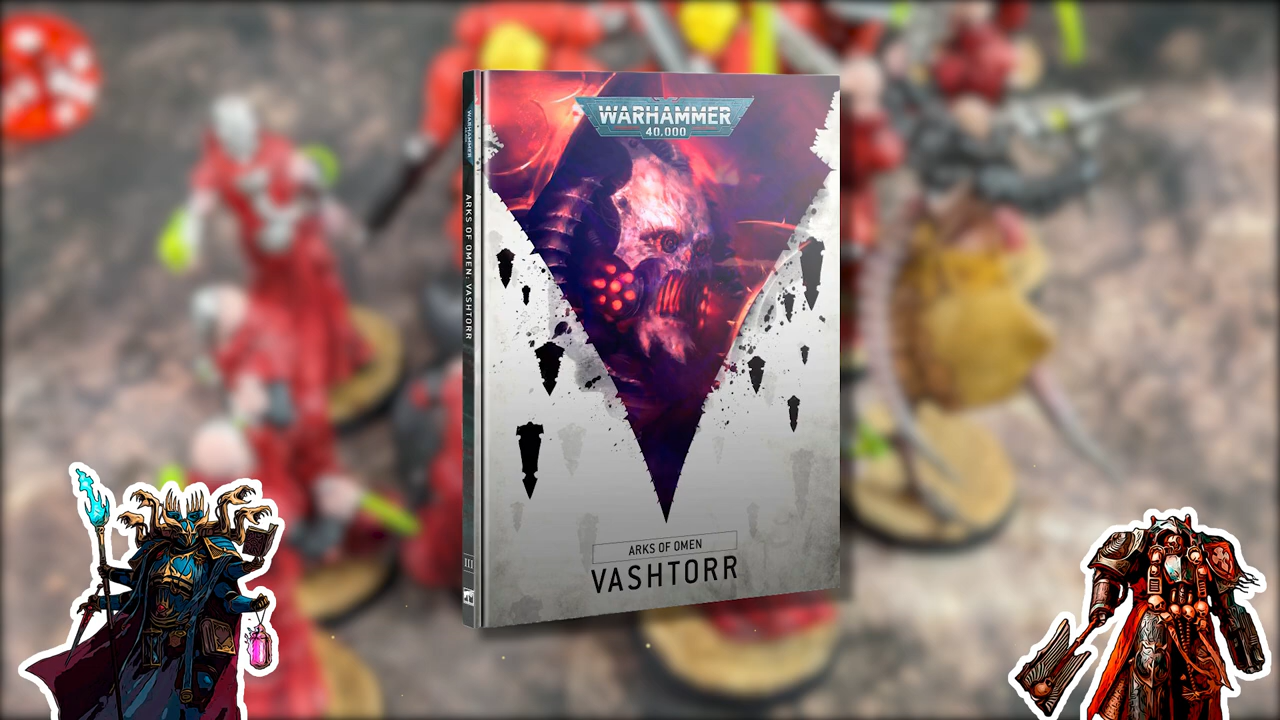 WARHAMMER
40,000
ARKS OF OMEN
VASHTORR
WARHAMMER
ARKS OF OMEN: VASHTORR
III